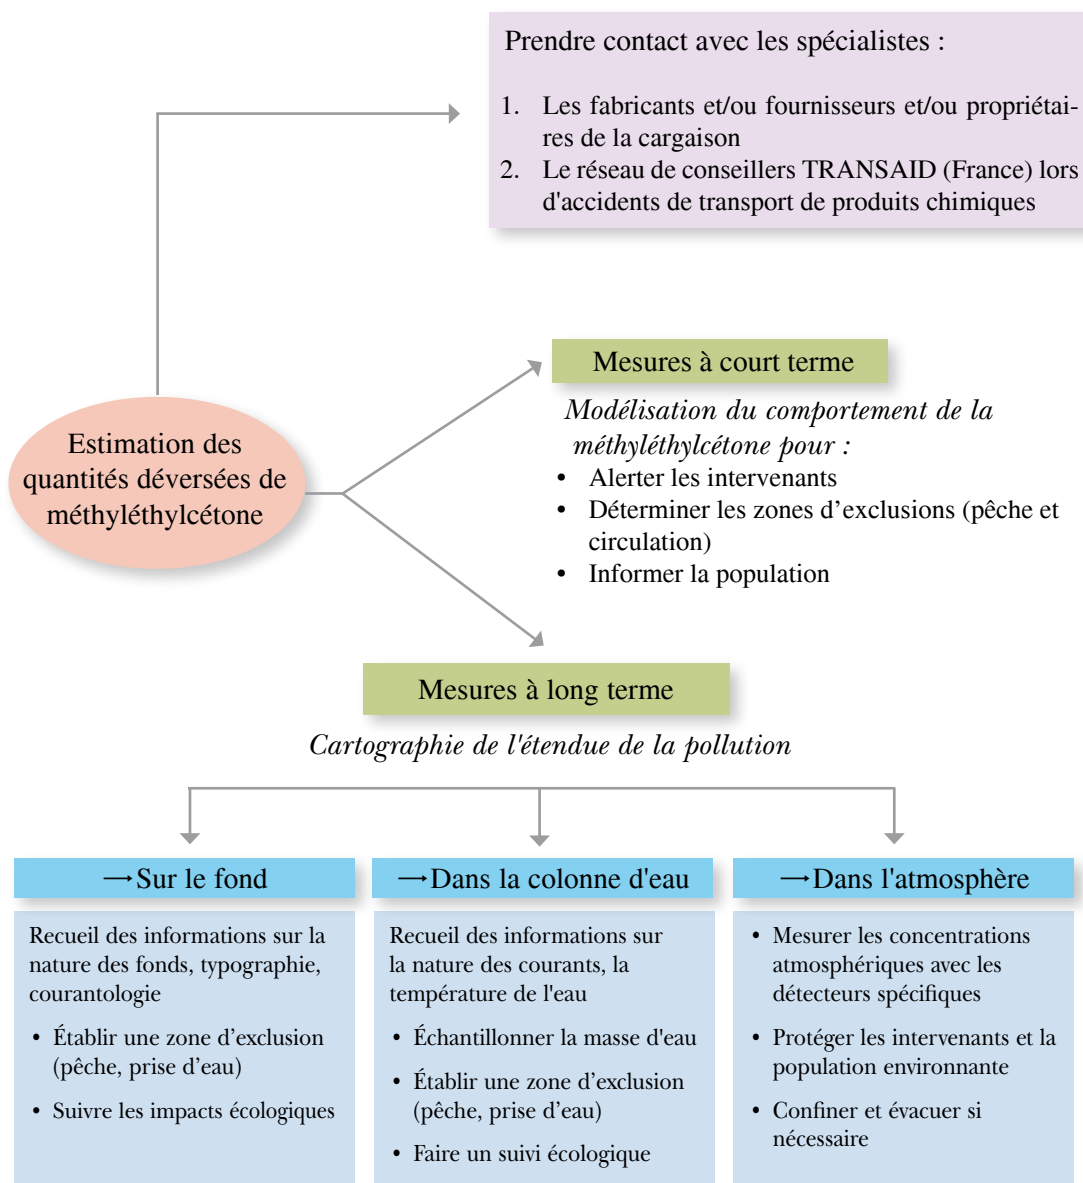 Prendre contact avec les spécialistes :
1. Les fabricants et/ou fournisseurs et/ou propriétai-
res de la cargaison
2. Le réseau de conseillers TRANSAID (France) lors
d'accidents de transport de produits chimiques
Estimation des
quantités déversées de
méthyléthylcétone
Mesures à court terme
Modélisation du comportement de la
méthyléthylcétone pour :
• Alerter les intervenants
• Déterminer les zones d’exclusions (pêche et
circulation)
• Informer la population
Mesures à long terme
Cartographie de l'étendue de la pollution
→Sur le fond
Recueil des informations sur la
nature des fonds, typographie,
courantologie
• Établir une zone d’exclusion
(pêche, prise d’eau)
• Suivre les impacts écologiques
→Dans la colonne d'eau
Recueil des informations sur
la nature des courants, la
température de l'eau
• Échantillonner la masse d'eau
• Établir une zone d’exclusion
(pêche, prise d’eau)
• Faire un suivi écologique
→Dans l'atmosphère
• Mesurer les concentrations
atmosphériques avec les
détecteurs spécifiques
• Protéger les intervenants et la
population environnante
• Confiner et évacuer si
nécessaire